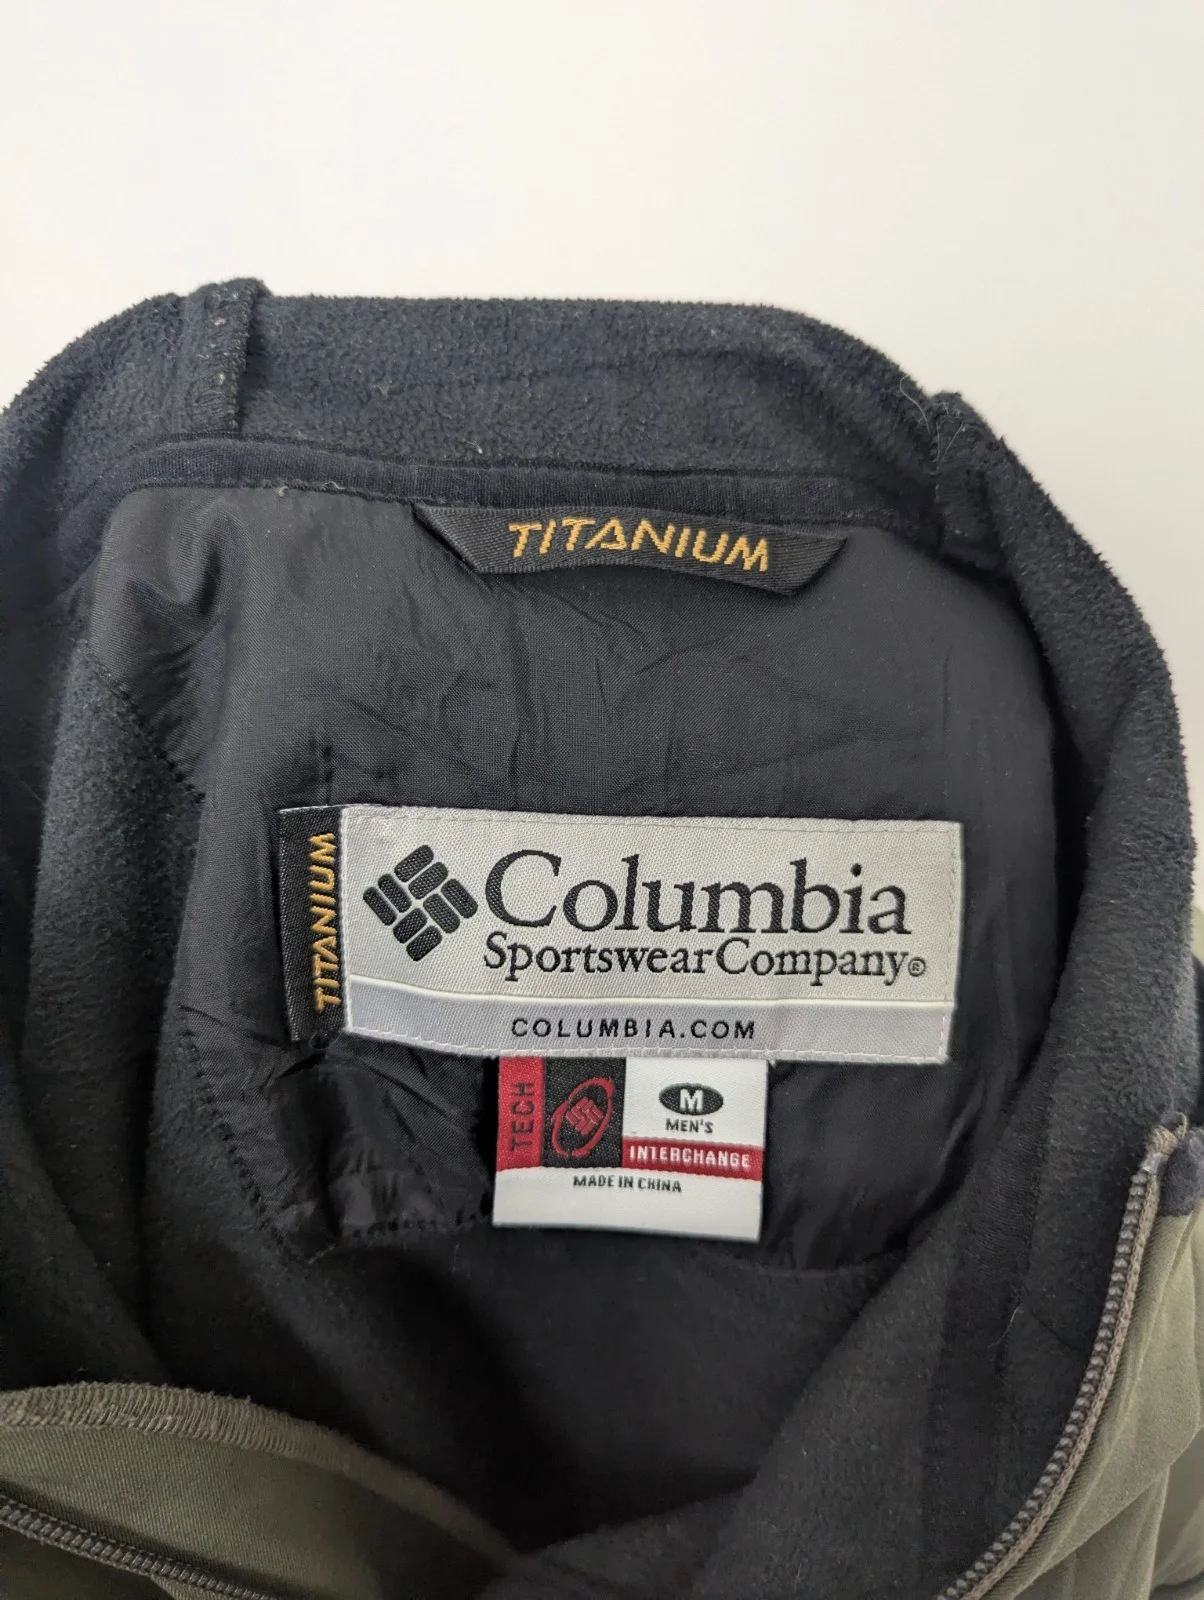 TITANIUM
TITANIUM
Columbia
Sportswear Company®
COLUMBIA.COM
TECH
M
MEN'S
INTERCHANGE
MADE IN CHINA